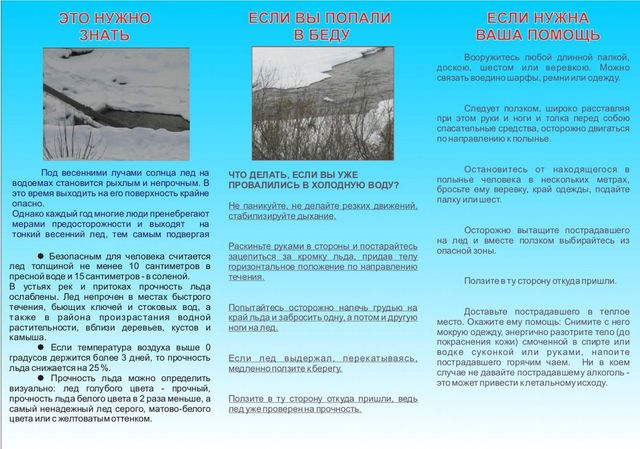 ЭТО НУЖНО
ЗНАТЬ
Под весенними лучами солнца лед на
водоемах становится рыхлым и непрочным. В
это время выходить на его поверхность крайне
опасно.
Однако каждый год многие люди пренебрегают
мерами предосторожности и выходят на
тонкий весенний лед, тем самым подвергая
● Безопасным для человека считается
лед толщиной не менее 10 сантиметров в
пресной воде и 15 сантиметров - в соленой.
В устьях рек и притоках прочность льда
ослаблены. Лед непрочен в местах быстрого
течения, бьющих ключей и стоковых вод, а
также в района произрастания водной
растительности, вблизи деревьев, кустов и
камыша.
● Если температура воздуха выше 0
градусов держится более 3 дней, то прочность
льда снижается на 25 %.
● Прочность льда можно определить
визуально: лед голубого цвета - прочный,
прочность льда белого цвета в 2 раза меньше, а
самый ненадежный лед серого, матово-белого
цвета или с желтоватым оттенком.
ЕСЛИ ВЫ ПОПАЛИ
В БЕДУ
ЧТО ДЕЛАТЬ, ЕСЛИ ВЫ УЖЕ
ПРОВАЛИЛИСЬ В ХОЛОДНУЮ ВОДУ?
Не паникуйте, не делайте резких движений,
стабилизируйте дыхание.
Раскиньте руками в стороны и постарайтесь
зацепиться за кромку льда, придав телу
горизонтальное положение по направлению
течения.
Попытайтесь осторожно налечь грудью на
край льда и забросить одну, а потом и другую
ноги на лед.
Если лед выдержал, перекатываясь,
медленно ползите к берегу.
Ползите в ту сторону откуда пришли, ведь
лед уже проверен на прочность.
ЕСЛИ НУЖНА
ВАША ПОМОЩЬ
Вооружитесь любой длинной палкой,
доскою, шестом или веревкою. Можно
связать воедино шарфы, ремни или одежду.
Следует ползком, широко расставляя
при этом руки и ноги и толкая перед собою
спасательные средства, осторожно двигаться
по направлению к полынье.
Остановитесь от находящегося в
полынье человека в нескольких метрах,
бросьте ему веревку, край одежды, подайте
палку или шест.
Осторожно вытащите пострадавшего
на лед и вместе ползком выбирайтесь из
опасной зоны.
Ползите в ту сторону откуда пришли.
Доставьте пострадавшего в теплое
место. Окажите ему помощь: Снимите с него
мокрую одежду, энергично разотрите тело (до
покраснения кожи) смоченной в спирте или
водке суконкой или руками, напоите
пострадавшего горячим чаем. Ни в коем
случае не давайте пострадавшему алкоголь -
это может привести к летальному исходу.